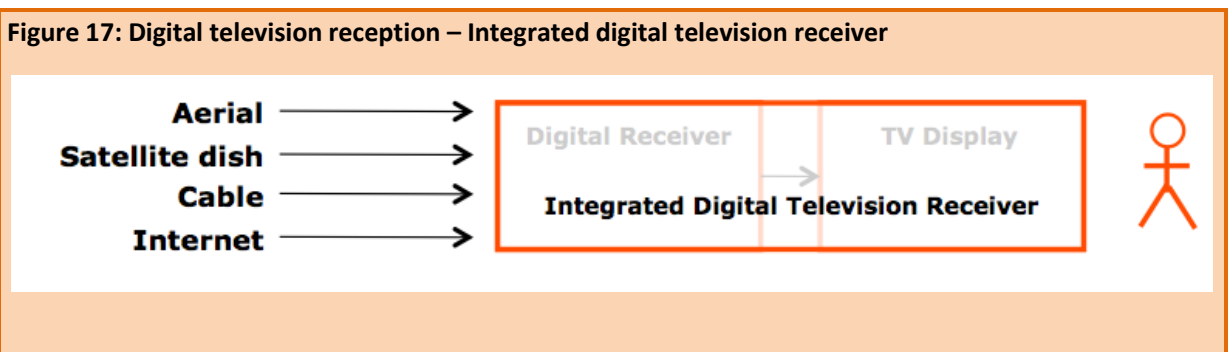 Figure 17: Digital television reception – Integrated digital television receiver
Aerial
Satellite dish
Cable
Internet
Digital Receiver
TV Display
Integrated Digital Television Receiver